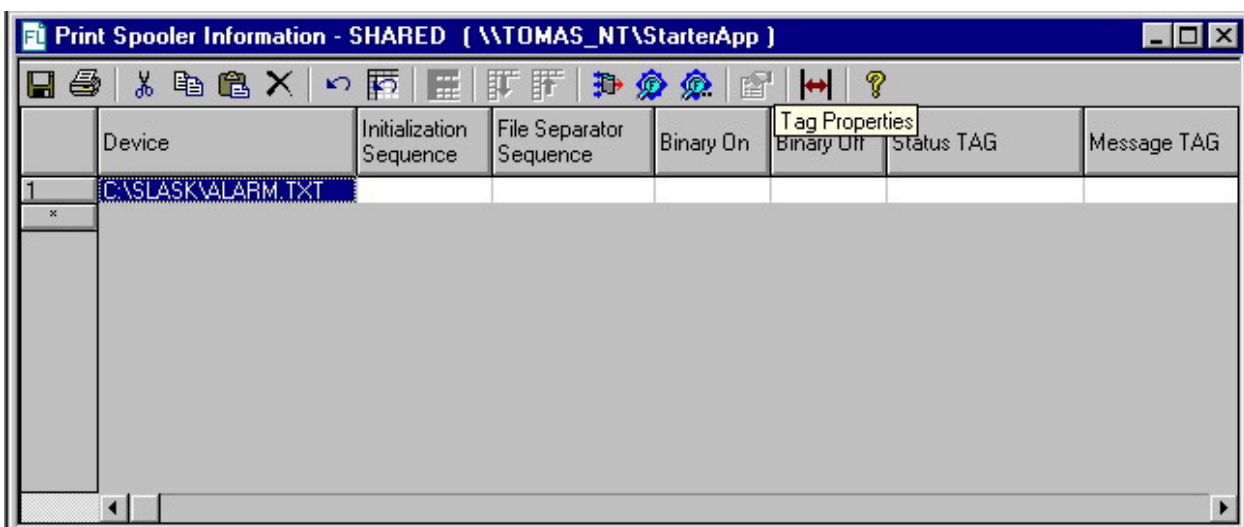 FL Print Spooler Information - SHARED ( \\TOMAS_NT\StarterApp )
Tag Properties
Device
Initialization
Sequence
File Separator
Sequence
Binary On
Binary Off
Status TAG
Message TAG
1
C:\SLASK\ALARM.TXT
*